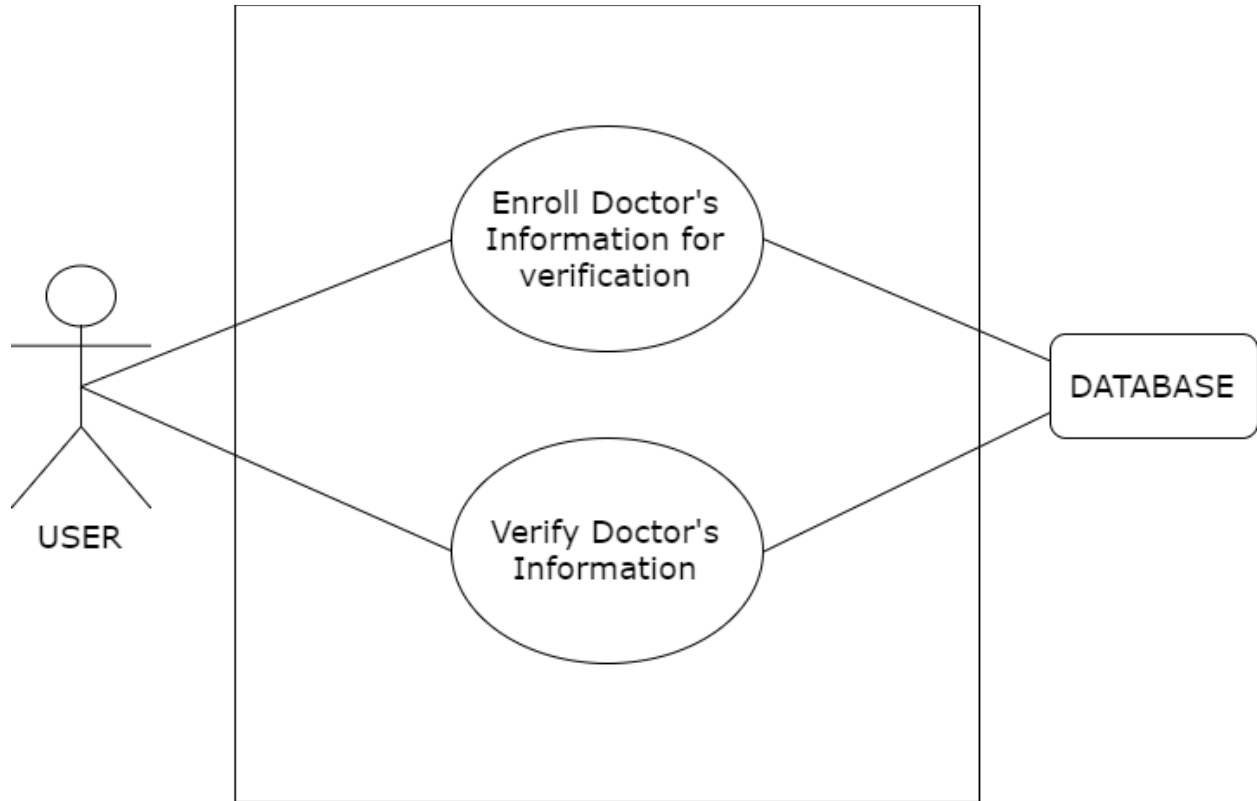 Enroll Doctor's
Information for
verification
DATABASE
Verify Doctor's
Information
USER